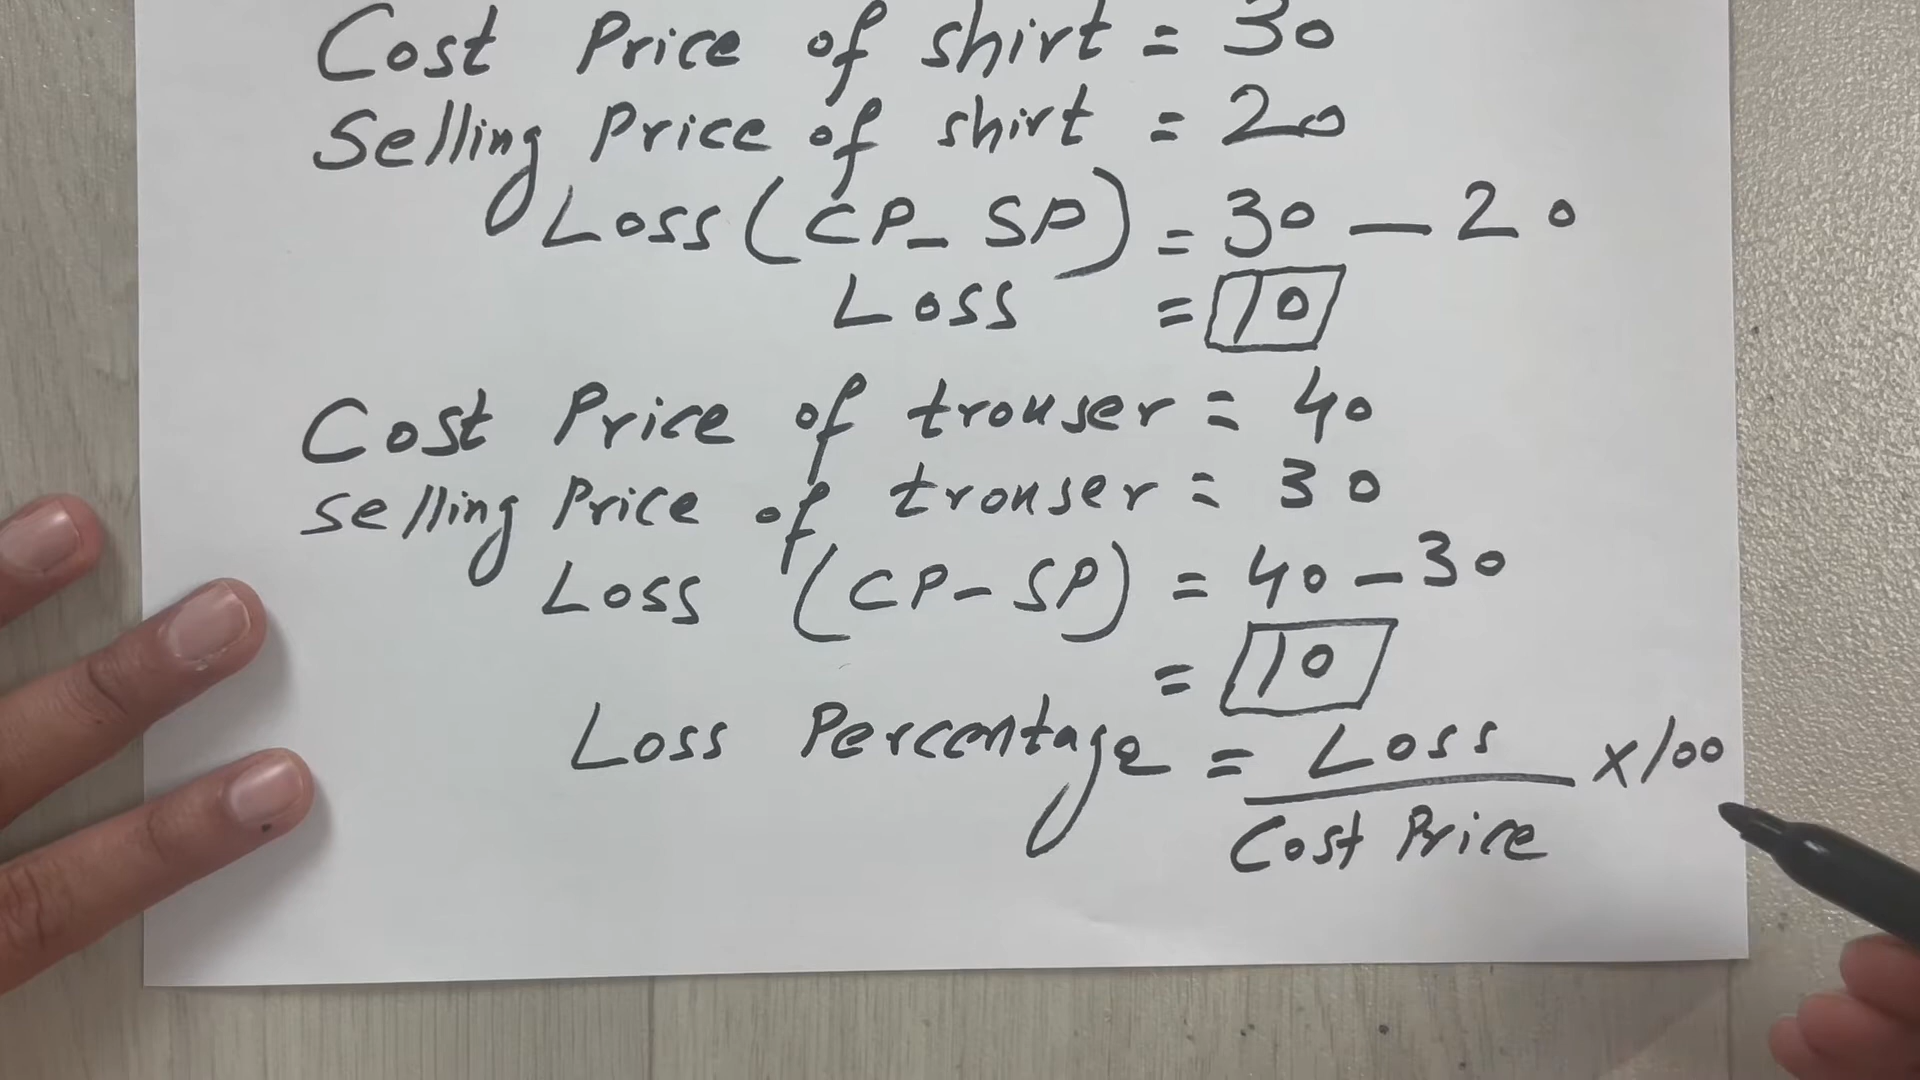 Cost Price of shirt = 30
Selling Price of shirt = 20
Loss (CP - SP) = 30 - 20
Loss = 10
Cost Price of trouser = 40
Selling Price of trouser = 30
Loss (CP - SP) = 40 - 30
= 10
Loss Percentage = Loss x 100
Cost Price